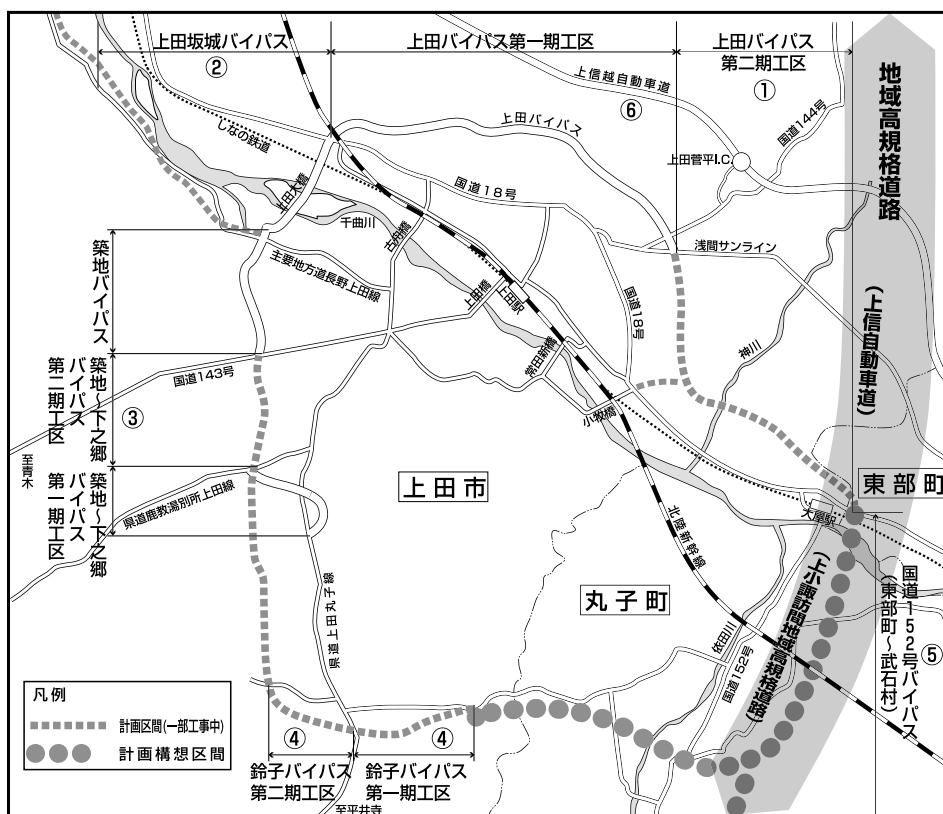 上田坂城バイパス
②
上田バイパス第一期工区
上田バイパス
第二期工区
①
地域高規格道路
(上信自動車道)
上信越自動車道
⑥
国道144号
上田バイパス
上田菅平I.C.
しなの鉄道
国道18号
上田大橋
千曲川
古舟橋
浅間サンライン
主要地方道長野上田線
上田橋
上田駅
国道18号
神川
築地バイパス
常田新橋
国道143号
小牧橋
築地～下之郷
バイパス
第二期工区
③
至青木
築地～下之郷
バイパス
第一期工区
県道鹿教湯別所上田線
上田市
東部町
大屋駅
北陸新幹線
丸子町
県道上田丸子線
依田川
国道152号
(上小諏訪間地域高規格道路)
国道152号バイパス
(東部町～武石村)
⑤
凡例
計画区間(一部工事中)
計画構想区間
④
④
鈴子バイパス
第二期工区
鈴子バイパス
第一期工区
至平井寺